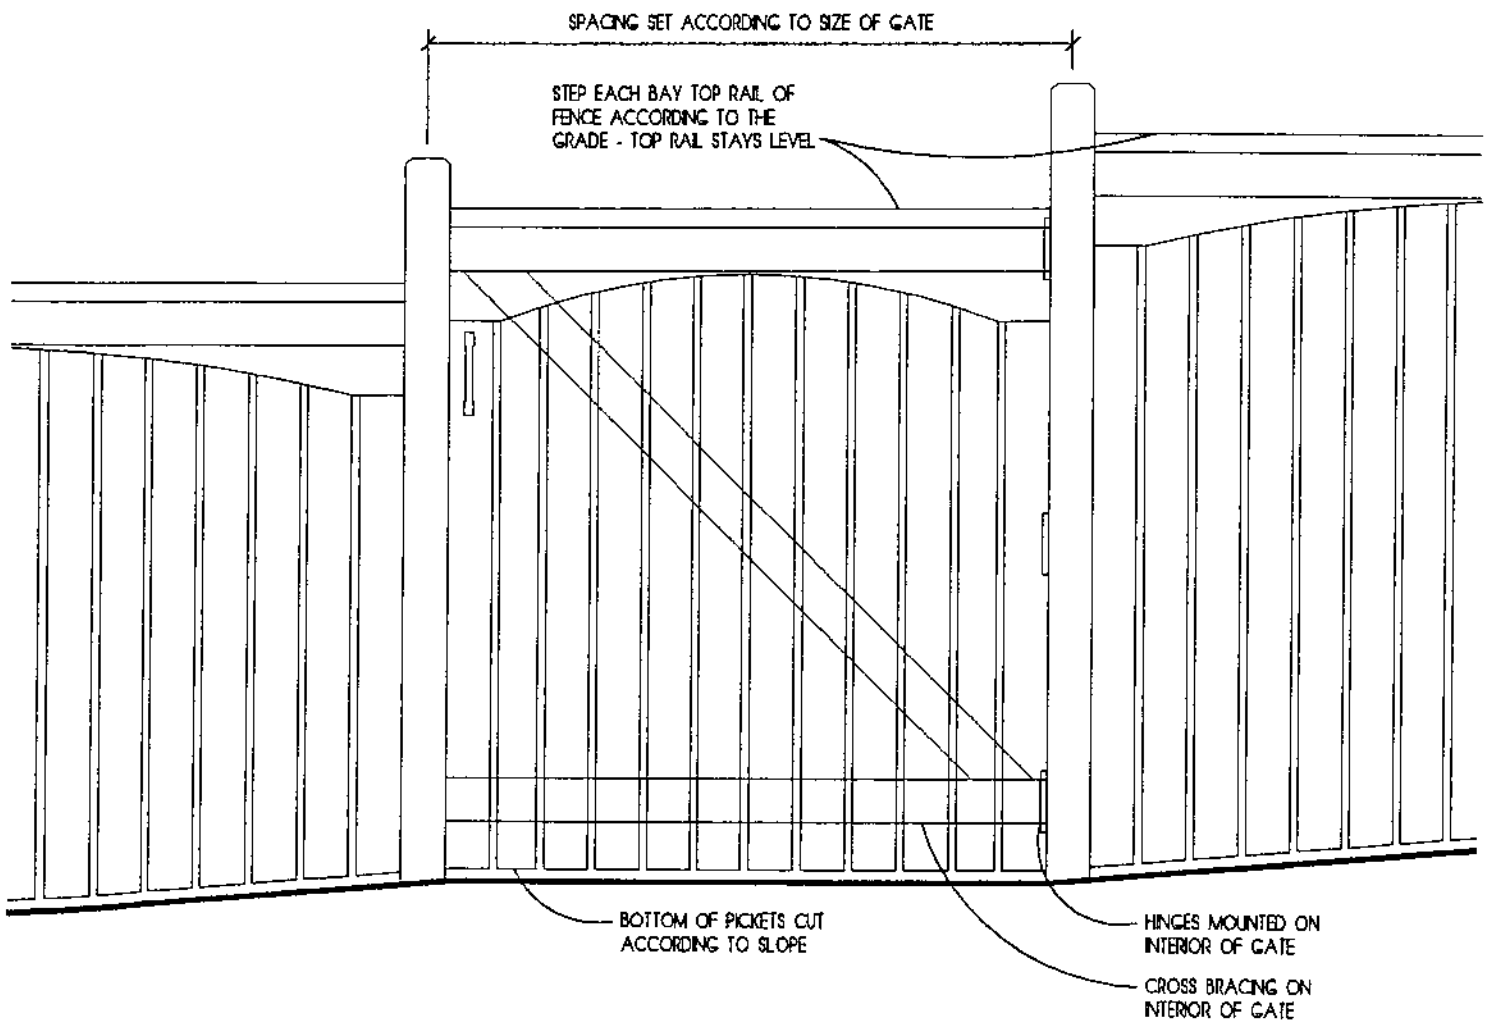 SPACING SET ACCORDING TO SIZE OF GATE
STEP EACH BAY TOP RAIL OF
FENCE ACCORDING TO THE
GRADE - TOP RAIL STAYS LEVEL
BOTTOM OF PICKETS CUT
ACCORDING TO SLOPE
HINGES MOUNTED ON
INTERIOR OF GATE
CROSS BRACING ON
INTERIOR OF GATE